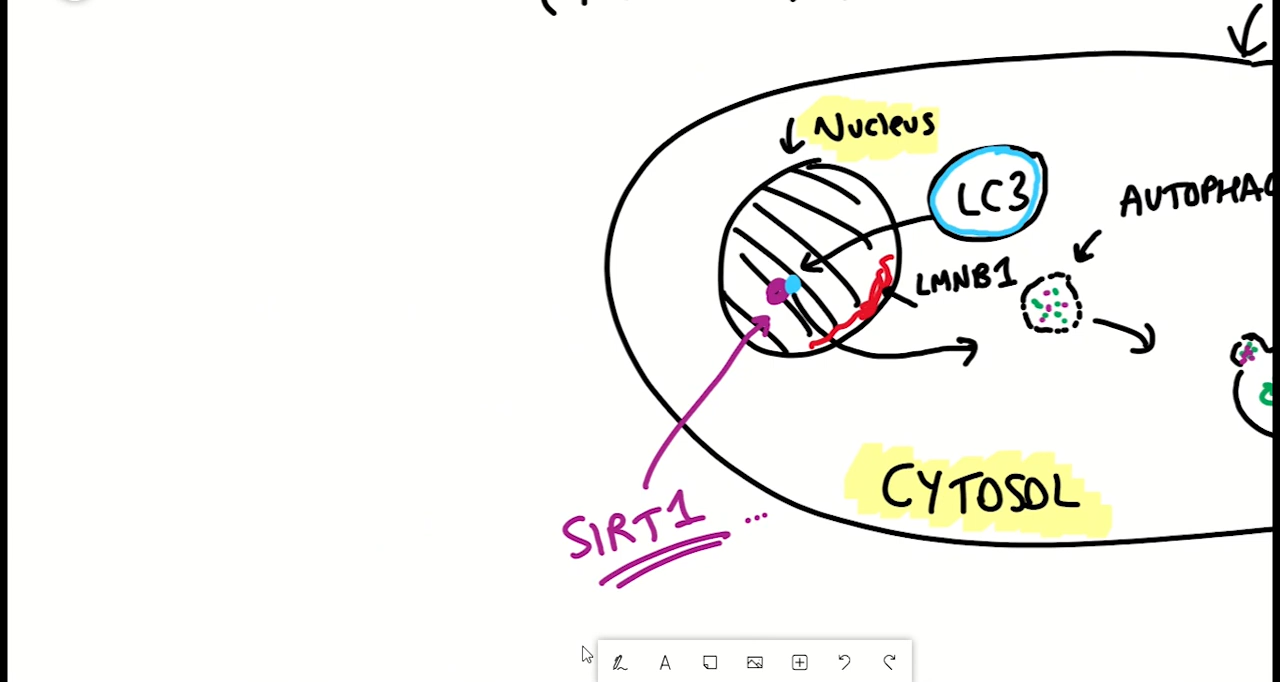 Nucleus
LC3
AUTOPHAG
LMNB1
CYTOSOL
SIRT1 ...
A